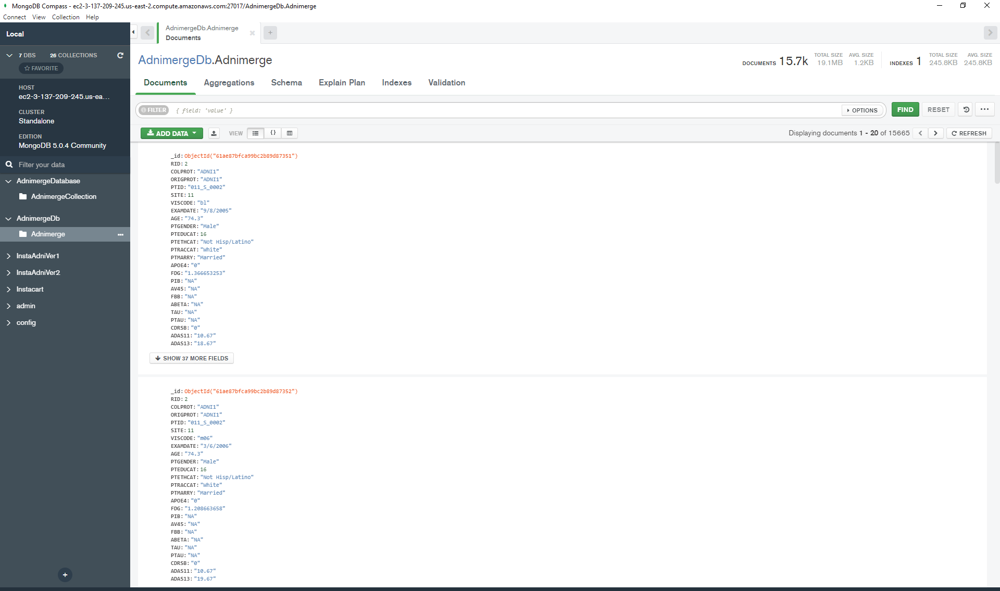 MongoDB Compass - ec2-3-137-209-245.us-east-2.compute.amazonaws.com:27017/AdnimergeDb.Adnimerge
Connect View Collection Help
Local
7 DBS 26 COLLECTIONS
FAVORITE
HOST
ec2-3-137-209-245.us-ea...
CLUSTER
Standalone
EDITION
MongoDB 5.0.4 Community
Filter your data
AdnimergeDatabase
AdnimergeCollection
AdnimergeDb
Adnimerge
InstaAdniVer1
InstaAdniVer2
Instacart
admin
config
AdnimergeDb.Adnimerge
Documents
AdnimergeDb.Adnimerge
DOCUMENTS 15.7k TOTAL SIZE 19.1MB AVG. SIZE 1.2KB INDEXES 1 TOTAL SIZE 245.8KB AVG. SIZE 245.8KB
Documents Aggregations Schema Explain Plan Indexes Validation
FILTER { field: 'value' } OPTIONS FIND RESET
ADD DATA VIEW {} Displaying documents 1 - 20 of 15665 REFRESH
_id: ObjectId("61ae87bfca99bc2b89d87351")
RID: 2
COLPROT: "ADNI1"
ORIGPROT: "ADNI1"
PTID: "011_S_0002"
SITE: 11
VISCODE: "bl"
EXAMDATE: "9/8/2005"
AGE: "74.3"
PTGENDER: "Male"
PTEDUCAT: 16
PTETHCAT: "Not Hisp/Latino"
PTRACCAT: "White"
PTMARRY: "Married"
APOE4: "0"
FDG: "1.366653253"
PIB: "NA"
AV45: "NA"
FBB: "NA"
ABETA: "NA"
TAU: "NA"
PTAU: "NA"
CDRSB: "0"
ADAS11: "10.67"
ADAS13: "18.67"
SHOW 37 MORE FIELDS
_id: ObjectId("61ae87bfca99bc2b89d87352")
RID: 2
COLPROT: "ADNI1"
ORIGPROT: "ADNI1"
PTID: "011_S_0002"
SITE: 11
VISCODE: "m06"
EXAMDATE: "3/6/2006"
AGE: "74.3"
PTGENDER: "Male"
PTEDUCAT: 16
PTETHCAT: "Not Hisp/Latino"
PTRACCAT: "White"
PTMARRY: "Married"
APOE4: "0"
FDG: "1.208663658"
PIB: "NA"
AV45: "NA"
FBB: "NA"
ABETA: "NA"
TAU: "NA"
PTAU: "NA"
CDRSB: "0"
ADAS11: "10.67"
ADAS13: "19.67"